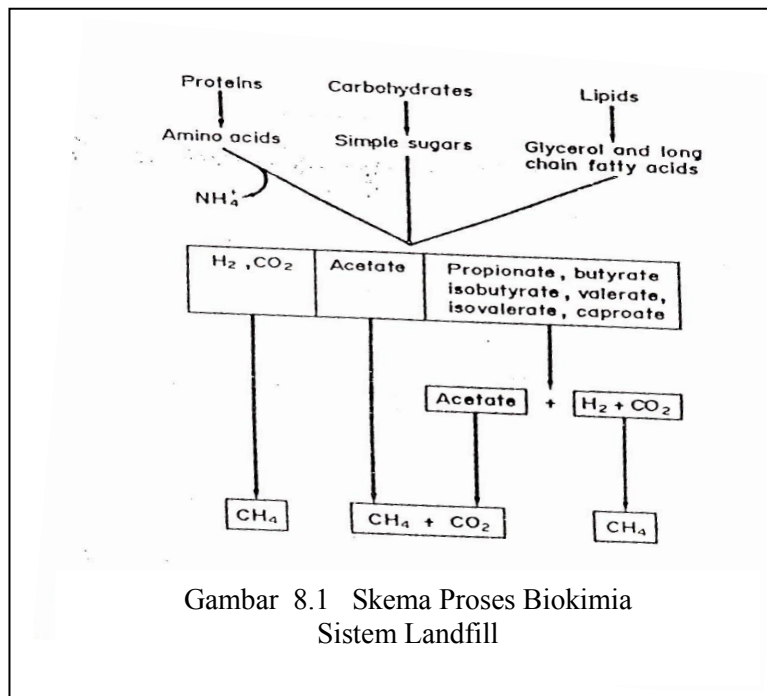 Proteins
Carbohydrates
Lipids
Amino acids
Simple sugars
Glycerol and long
chain fatty acids
NH₄⁺
H₂ , CO₂
Acetate
Propionate, butyrate
isobutyrate, valerate,
isovalerate, caproate
Acetate + H₂ + CO₂
CH₄
CH₄ + CO₂
CH₄
Gambar 8.1 Skema Proses Biokimia
Sistem Landfill